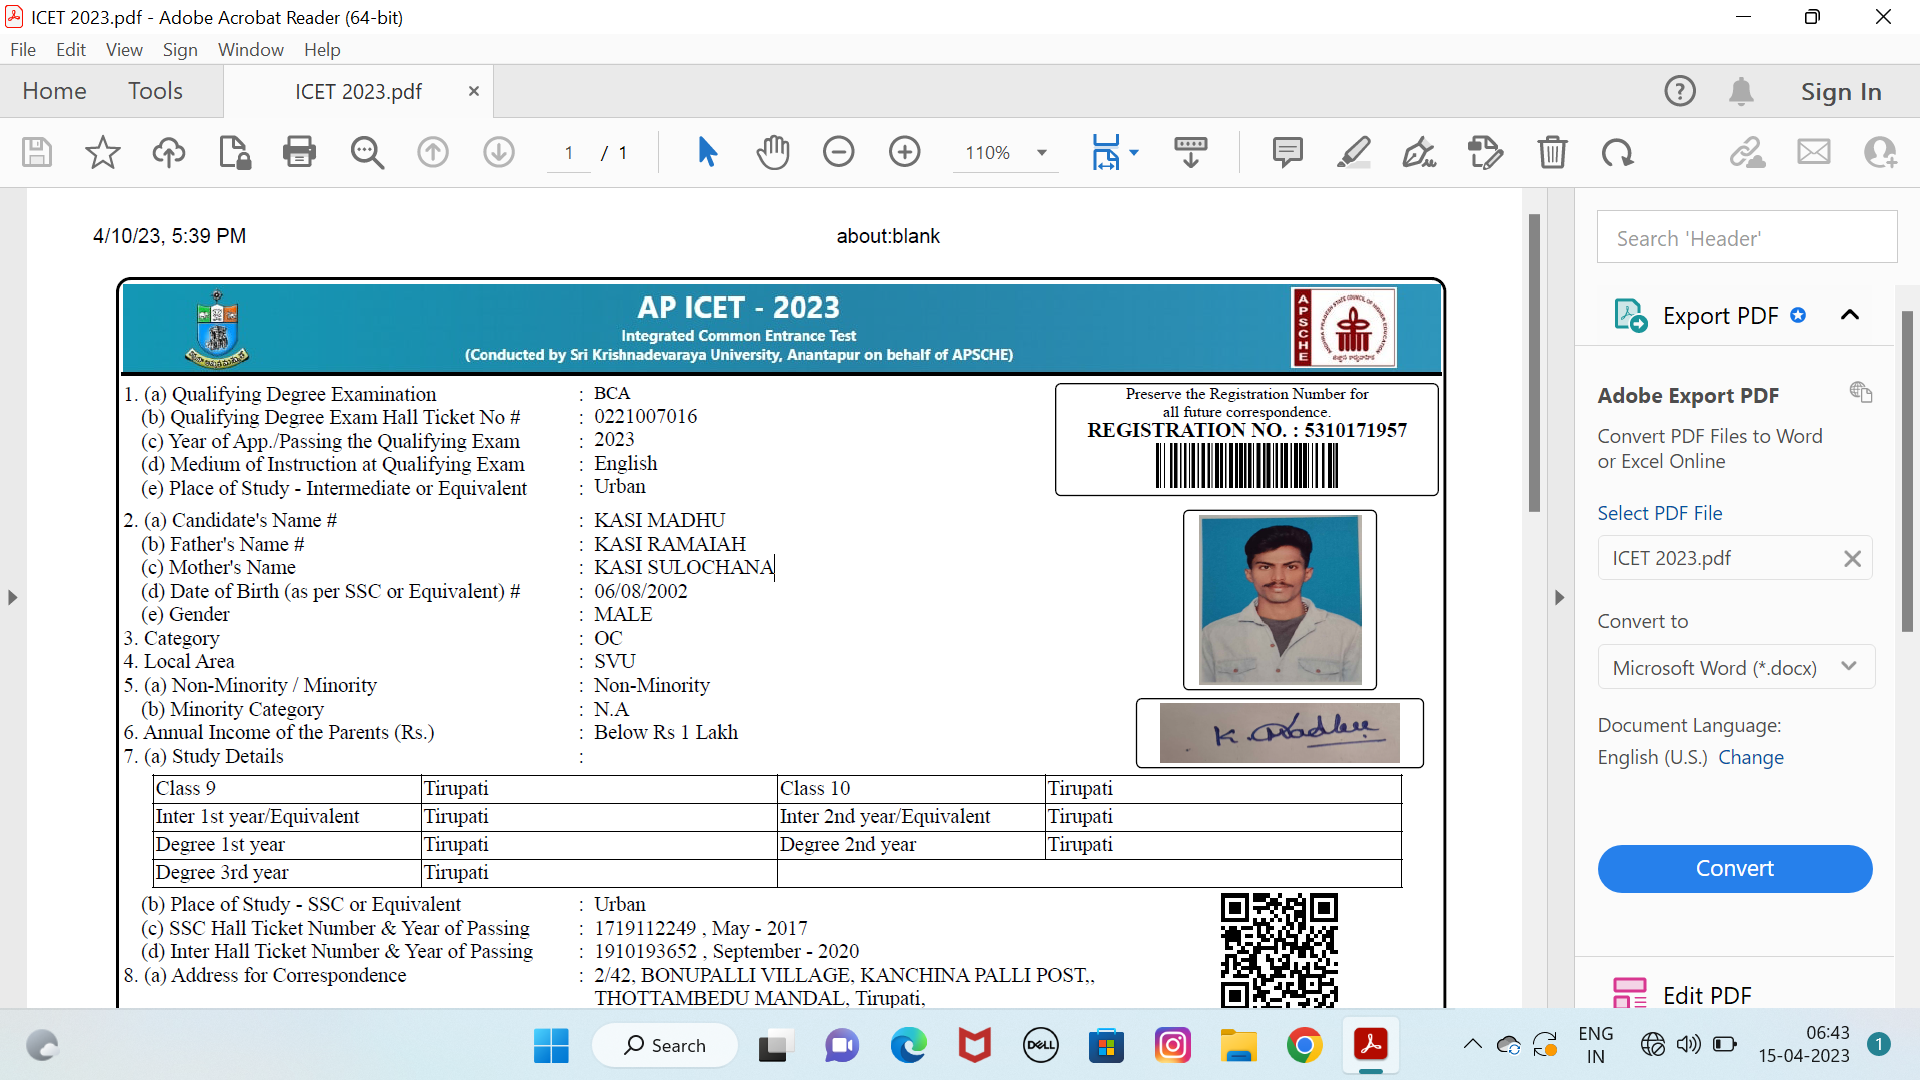 ICET 2023.pdf - Adobe Acrobat Reader (64-bit)
File Edit View Sign Window Help
Home Tools ICET 2023.pdf × Sign In
1 / 1 110%
4/10/23, 5:39 PM about:blank
AP ICET - 2023
Integrated Common Entrance Test
(Conducted by Sri Krishnadevaraya University, Anantapur on behalf of APSCHE)
APSCHE
1. (a) Qualifying Degree Examination : BCA
(b) Qualifying Degree Exam Hall Ticket No # : 0221007016
(c) Year of App./Passing the Qualifying Exam : 2023
(d) Medium of Instruction at Qualifying Exam : English
(e) Place of Study - Intermediate or Equivalent : Urban
Preserve the Registration Number for
all future correspondence.
REGISTRATION NO. : 5310171957
2. (a) Candidate's Name # : KASI MADHU
(b) Father's Name # : KASI RAMAIAH
(c) Mother's Name : KASI SULOCHANA
(d) Date of Birth (as per SSC or Equivalent) # : 06/08/2002
(e) Gender : MALE
3. Category : OC
4. Local Area : SVU
5. (a) Non-Minority / Minority : Non-Minority
(b) Minority Category : N.A
6. Annual Income of the Parents (Rs.) : Below Rs 1 Lakh
7. (a) Study Details :
K. Madhu
Class 9 Tirupati Class 10 Tirupati
Inter 1st year/Equivalent Tirupati Inter 2nd year/Equivalent Tirupati
Degree 1st year Tirupati Degree 2nd year Tirupati
Degree 3rd year Tirupati
(b) Place of Study - SSC or Equivalent : Urban
(c) SSC Hall Ticket Number & Year of Passing : 1719112249 , May - 2017
(d) Inter Hall Ticket Number & Year of Passing : 1910193652 , September - 2020
8. (a) Address for Correspondence : 2/42, BONUPALLI VILLAGE, KANCHINA PALLI POST,,
THOTTAMBEDU MANDAL, Tirupati,
Search 'Header'
Export PDF
Adobe Export PDF
Convert PDF Files to Word
or Excel Online
Select PDF File
ICET 2023.pdf
Convert to
Microsoft Word (*.docx)
Document Language:
English (U.S.) Change
Convert
Edit PDF
Search
DELL
ENG
IN
06:43
15-04-2023
1